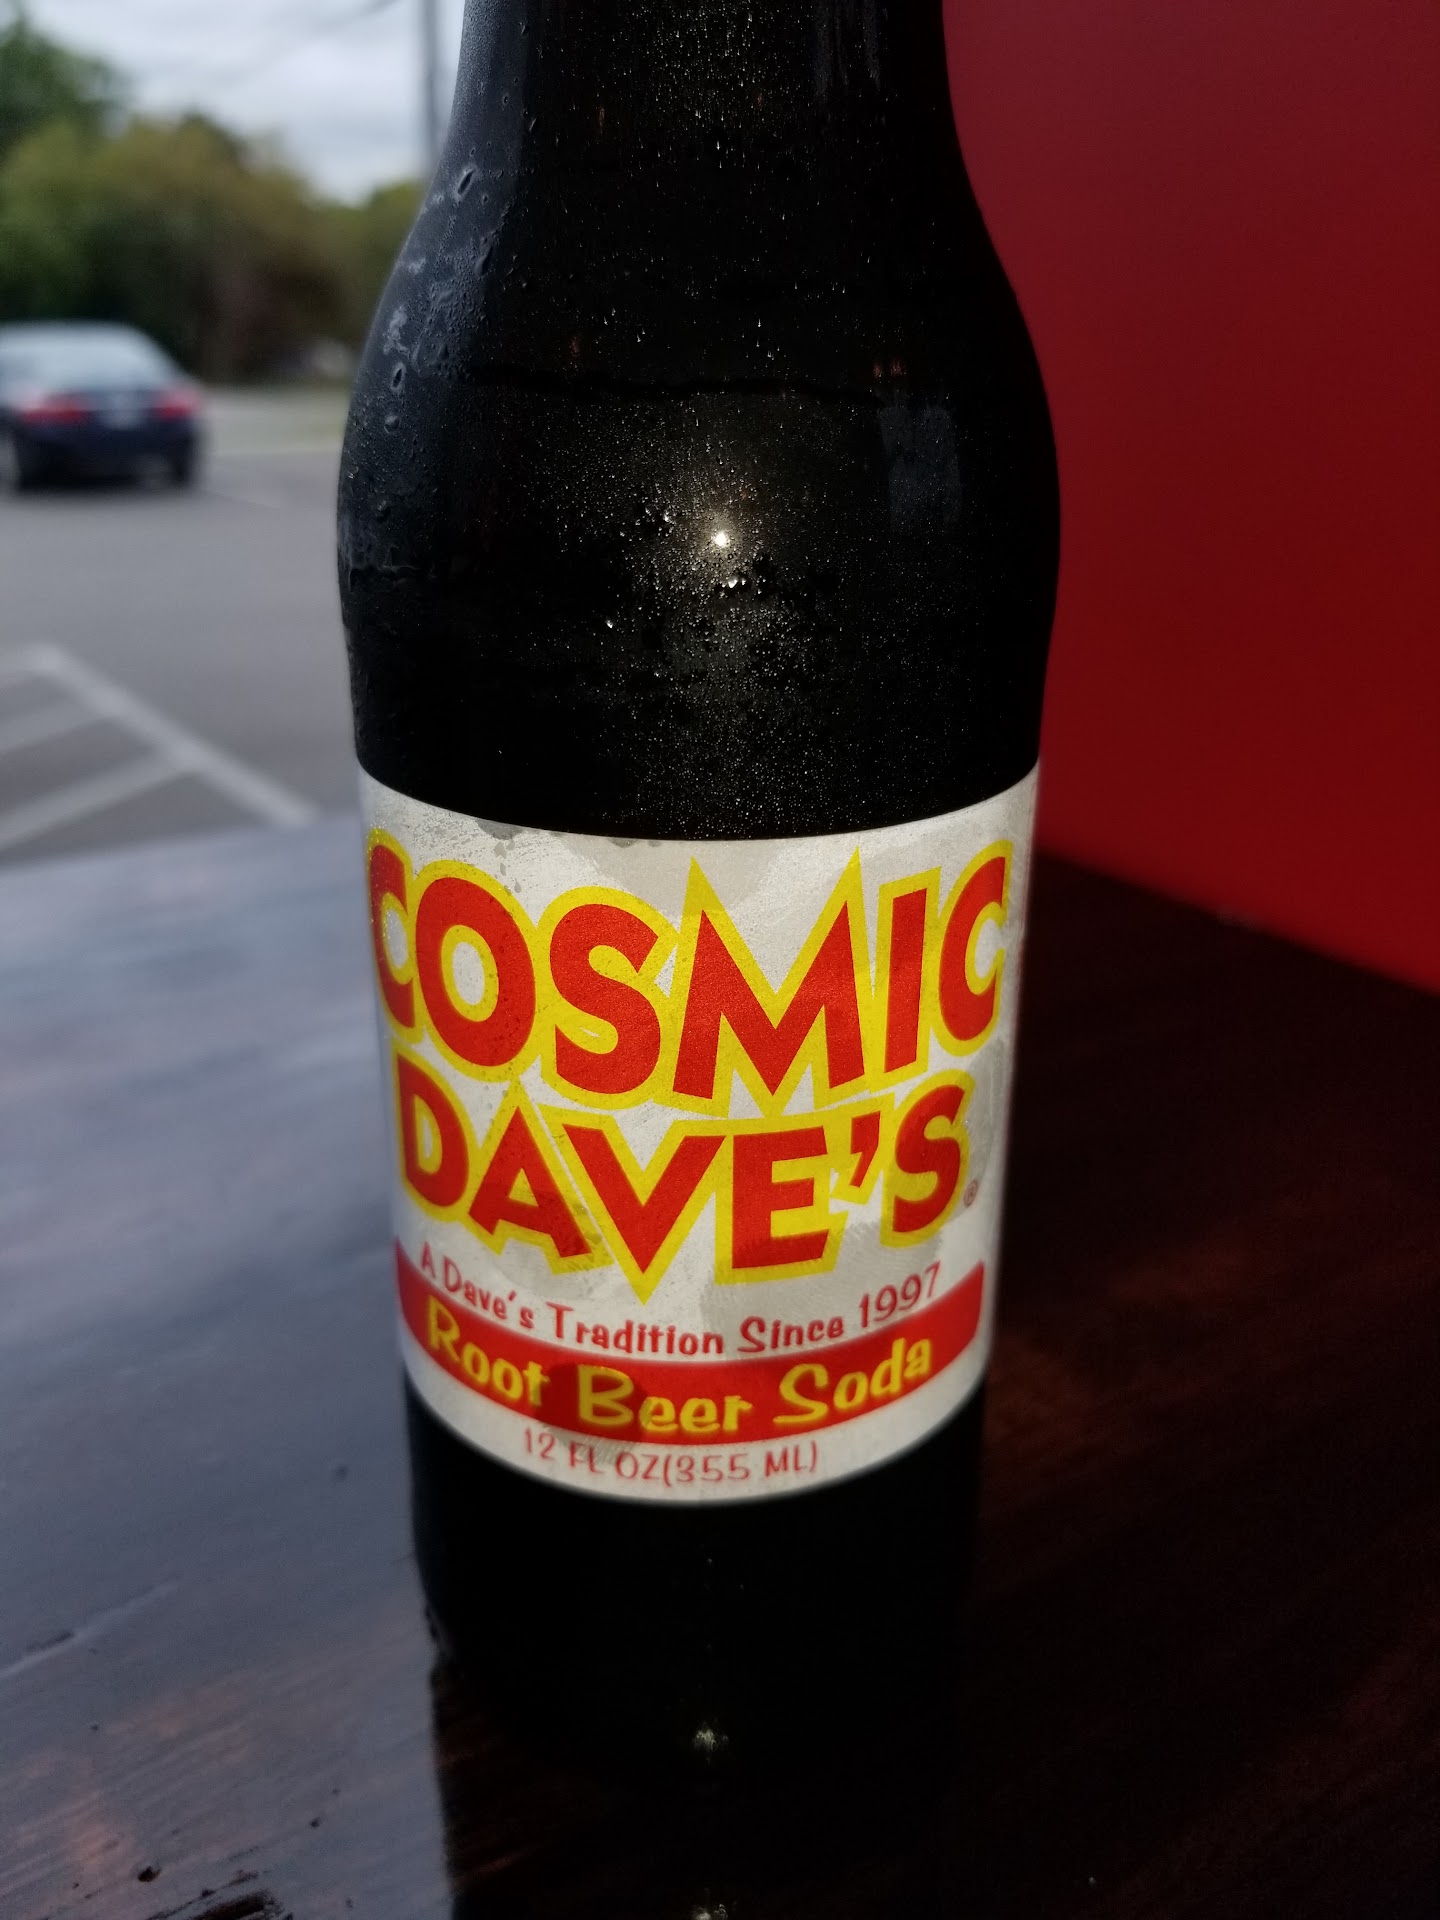 COSMIC
DAVE'S®
A Dave's Tradition Since 1997
Root Beer Soda
12 FL OZ(355 ML)